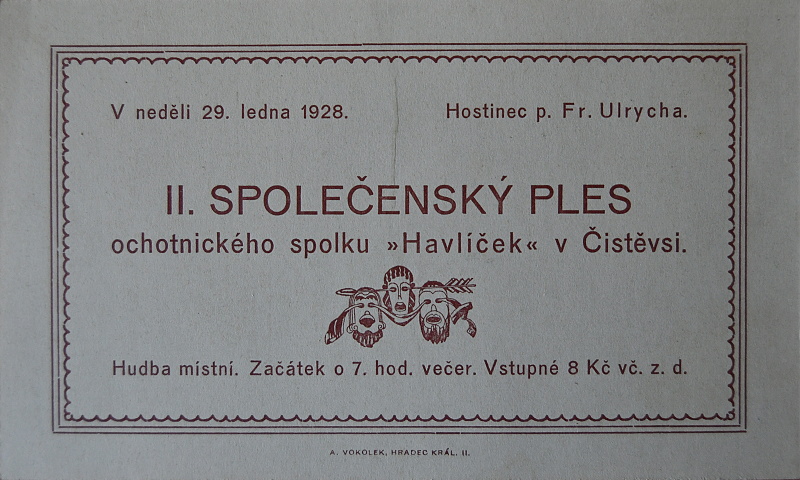 V neděli 29. ledna 1928. Hostinec p. Fr. Ulrycha.
II. SPOLEČENSKÝ PLES
ochotnického spolku »Havlíček« v Čistěvsi.
Hudba místní. Začátek o 7. hod. večer. Vstupné 8 Kč vč. z. d.
A. VOKOLEK, HRADEC KRÁL. II.